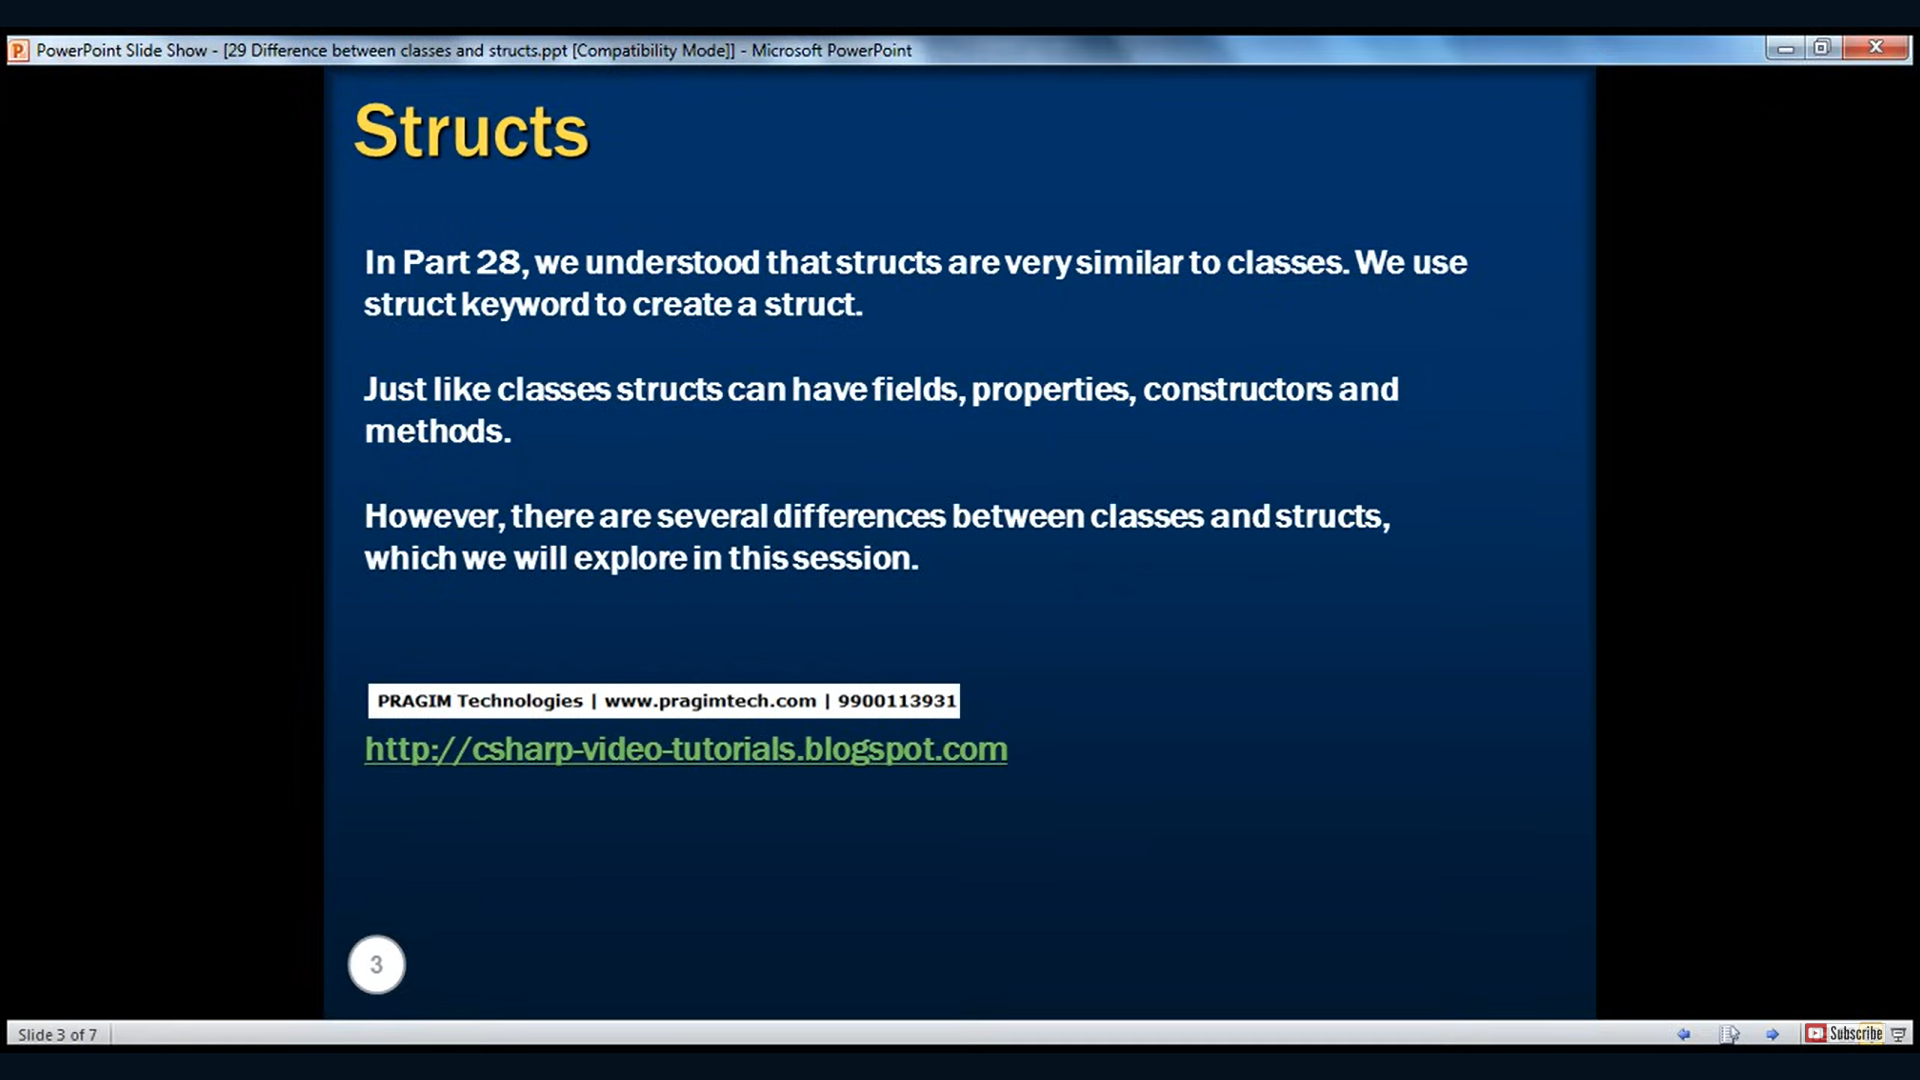 PowerPoint Slide Show - [29 Difference between classes and structs.ppt [Compatibility Mode]] - Microsoft PowerPoint
Structs
In Part 28, we understood that structs are very similar to classes. We use
struct keyword to create a struct.
Just like classes structs can have fields, properties, constructors and
methods.
However, there are several differences between classes and structs,
which we will explore in this session.
PRAGIM Technologies | www.pragimtech.com | 9900113931
http://csharp-video-tutorials.blogspot.com
3
Slide 3 of 7
Subscribe